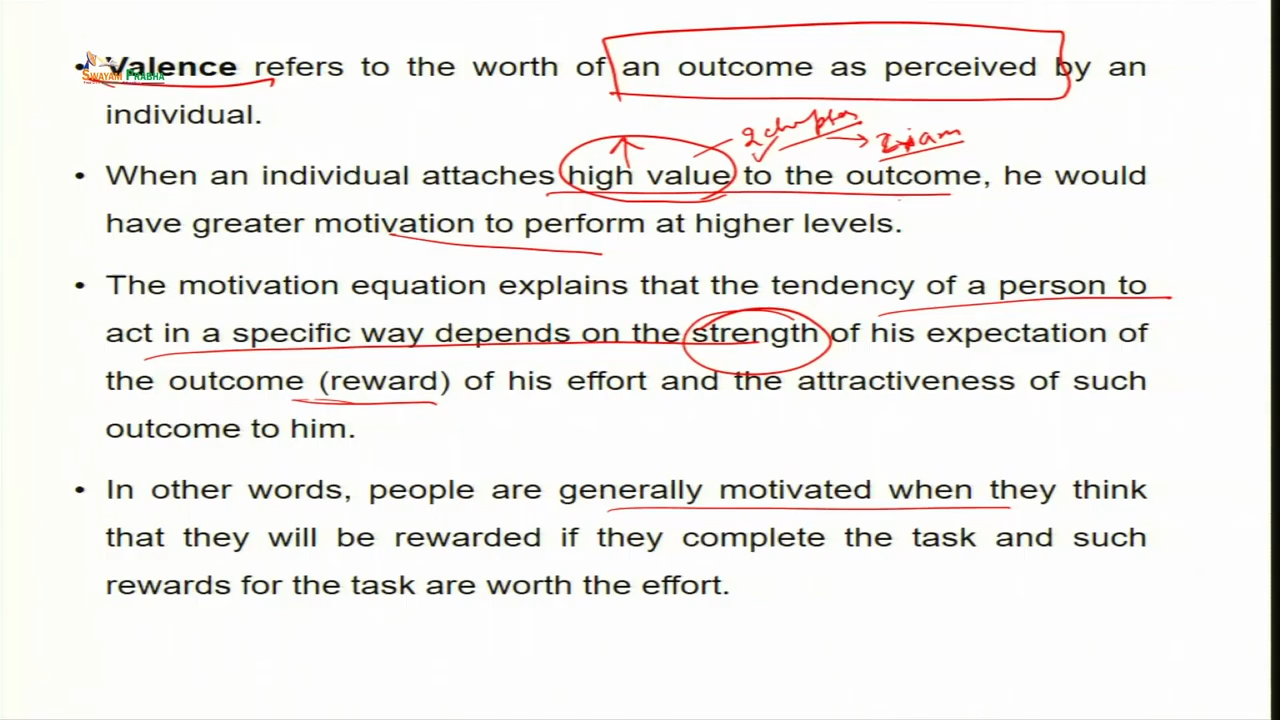 SWAYAM PRABHA
• Valence refers to the worth of an outcome as perceived by an
individual.
2 chapters → Exam
• When an individual attaches high value to the outcome, he would
have greater motivation to perform at higher levels.
• The motivation equation explains that the tendency of a person to
act in a specific way depends on the strength of his expectation of
the outcome (reward) of his effort and the attractiveness of such
outcome to him.
• In other words, people are generally motivated when they think
that they will be rewarded if they complete the task and such
rewards for the task are worth the effort.